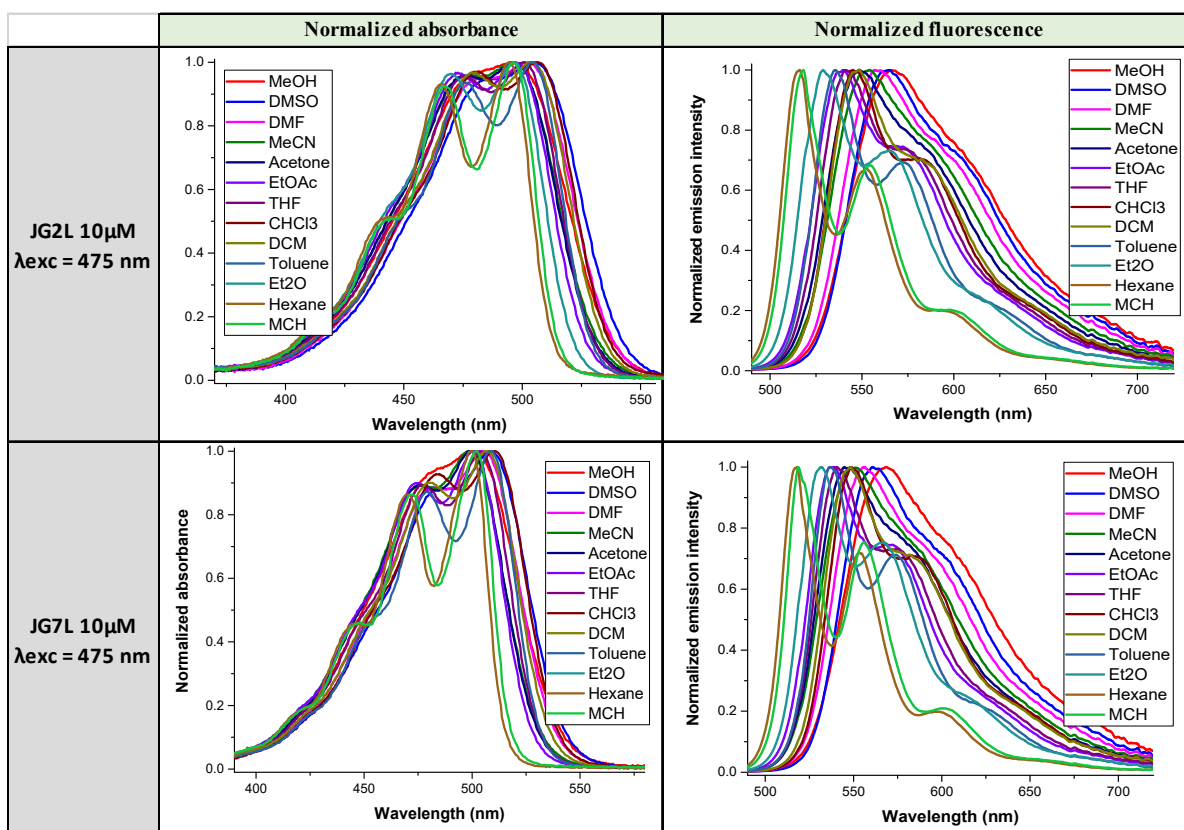 Normalized absorbance
Normalized fluorescence
JG2L 10µM
λexc = 475 nm
MeOH
DMSO
DMF
MeCN
Acetone
EtOAc
THF
CHCl3
DCM
Toluene
Et2O
Hexane
MCH
1.0
0.8
0.6
0.4
0.2
0.0
400
450
500
550
Wavelength (nm)
Normalized emission intensity
1.0
0.8
0.6
0.4
0.2
0.0
500
550
600
650
700
Wavelength (nm)
MeOH
DMSO
DMF
MeCN
Acetone
EtOAc
THF
CHCl3
DCM
Toluene
Et2O
Hexane
MCH
JG7L 10µM
λexc = 475 nm
Normalized absorbance
1.0
0.8
0.6
0.4
0.2
0.0
400
450
500
550
Wavelength (nm)
MeOH
DMSO
DMF
MeCN
Acetone
EtOAc
THF
CHCl3
DCM
Toluene
Et2O
Hexane
MCH
Normalized emission intensity
1.0
0.8
0.6
0.4
0.2
0.0
500
550
600
650
700
Wavelength (nm)
MeOH
DMSO
DMF
MeCN
Acetone
EtOAc
THF
CHCl3
DCM
Toluene
Et2O
Hexane
MCH